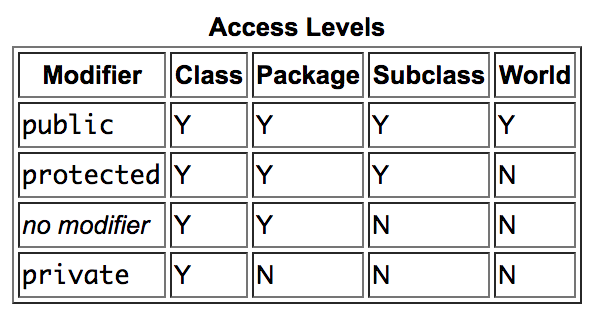 Access Levels
Modifier Class Package Subclass World
public Y Y Y Y
protected Y Y Y N
no modifier Y Y N N
private Y N N N